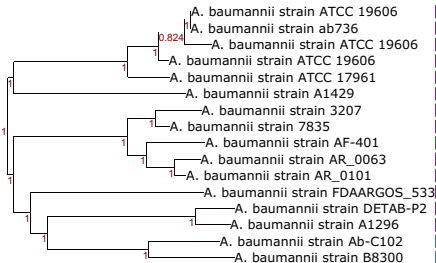 A. baumannii strain ATCC 19606
A. baumannii strain ab736
0.824
A. baumannii strain ATCC 19606
1
A. baumannii strain ATCC 19606
1
A. baumannii strain ATCC 17961
1
A. baumannii strain A1429
1
A. baumannii strain 3207
1
A. baumannii strain 7835
1
A. baumannii strain AF-401
1
A. baumannii strain AR_0063
1
A. baumannii strain AR_0101
1
A. baumannii strain FDAARGOS_533
1
A. baumannii strain DETAB-P2
1
A. baumannii strain A1296
1
A. baumannii strain Ab-C102
1
A. baumannii strain B8300
1